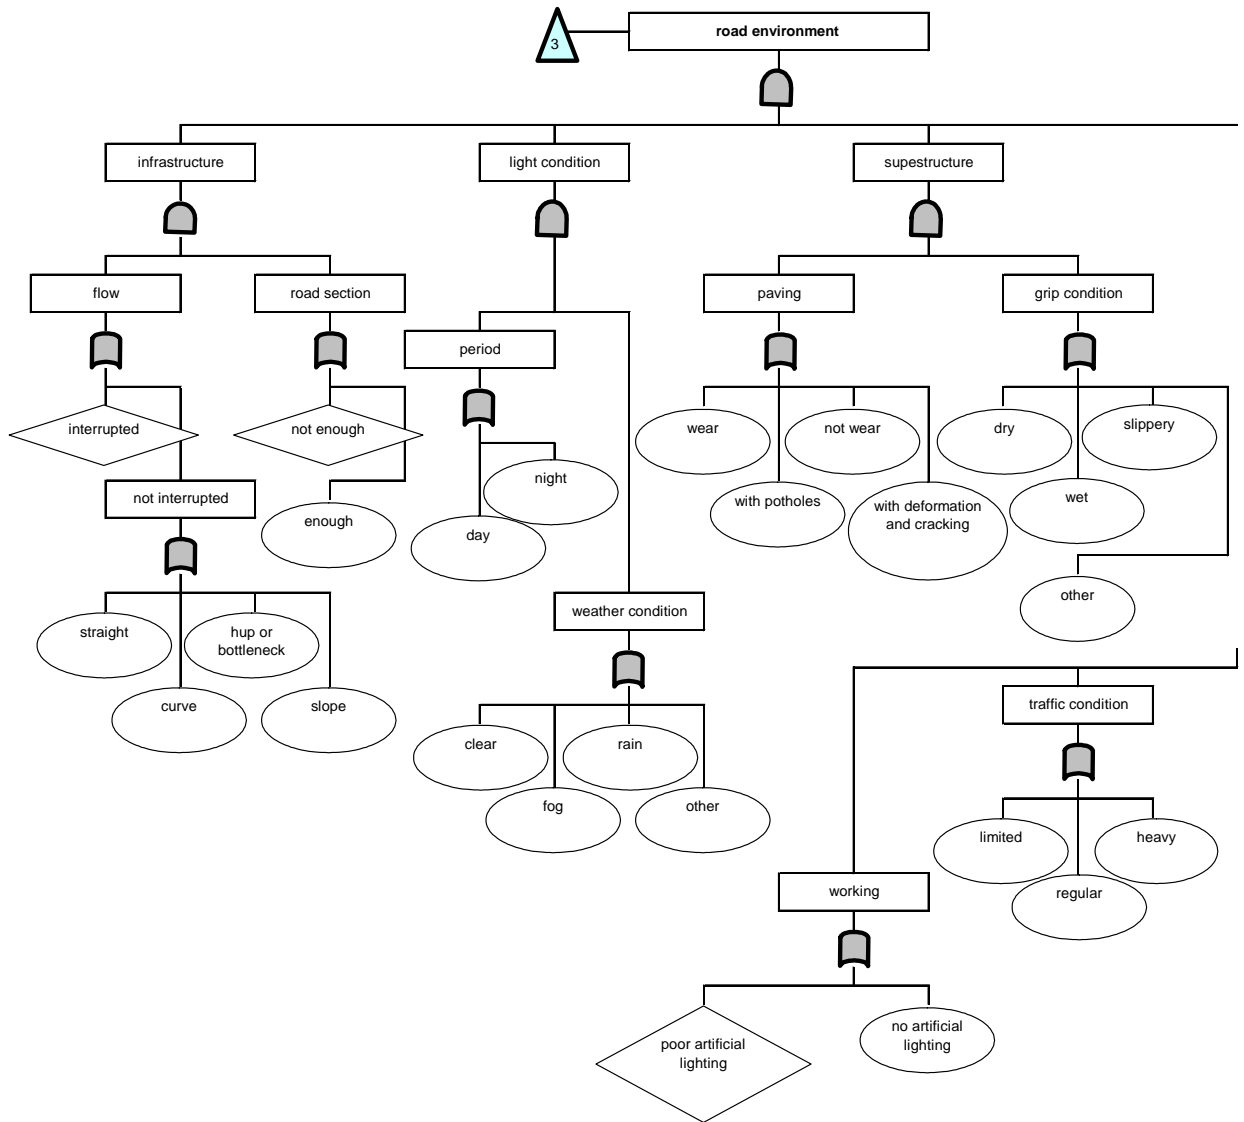 road environment
3
infrastructure
light condition
supestructure
flow
road section
paving
grip condition
period
interrupted
not enough
wear
not wear
dry
slippery
night
not interrupted
with potholes
with deformation
and cracking
wet
enough
day
other
weather condition
straight
hup or
bottleneck
curve
slope
traffic condition
clear
rain
fog
other
limited
heavy
working
regular
poor artificial
lighting
no artificial
lighting